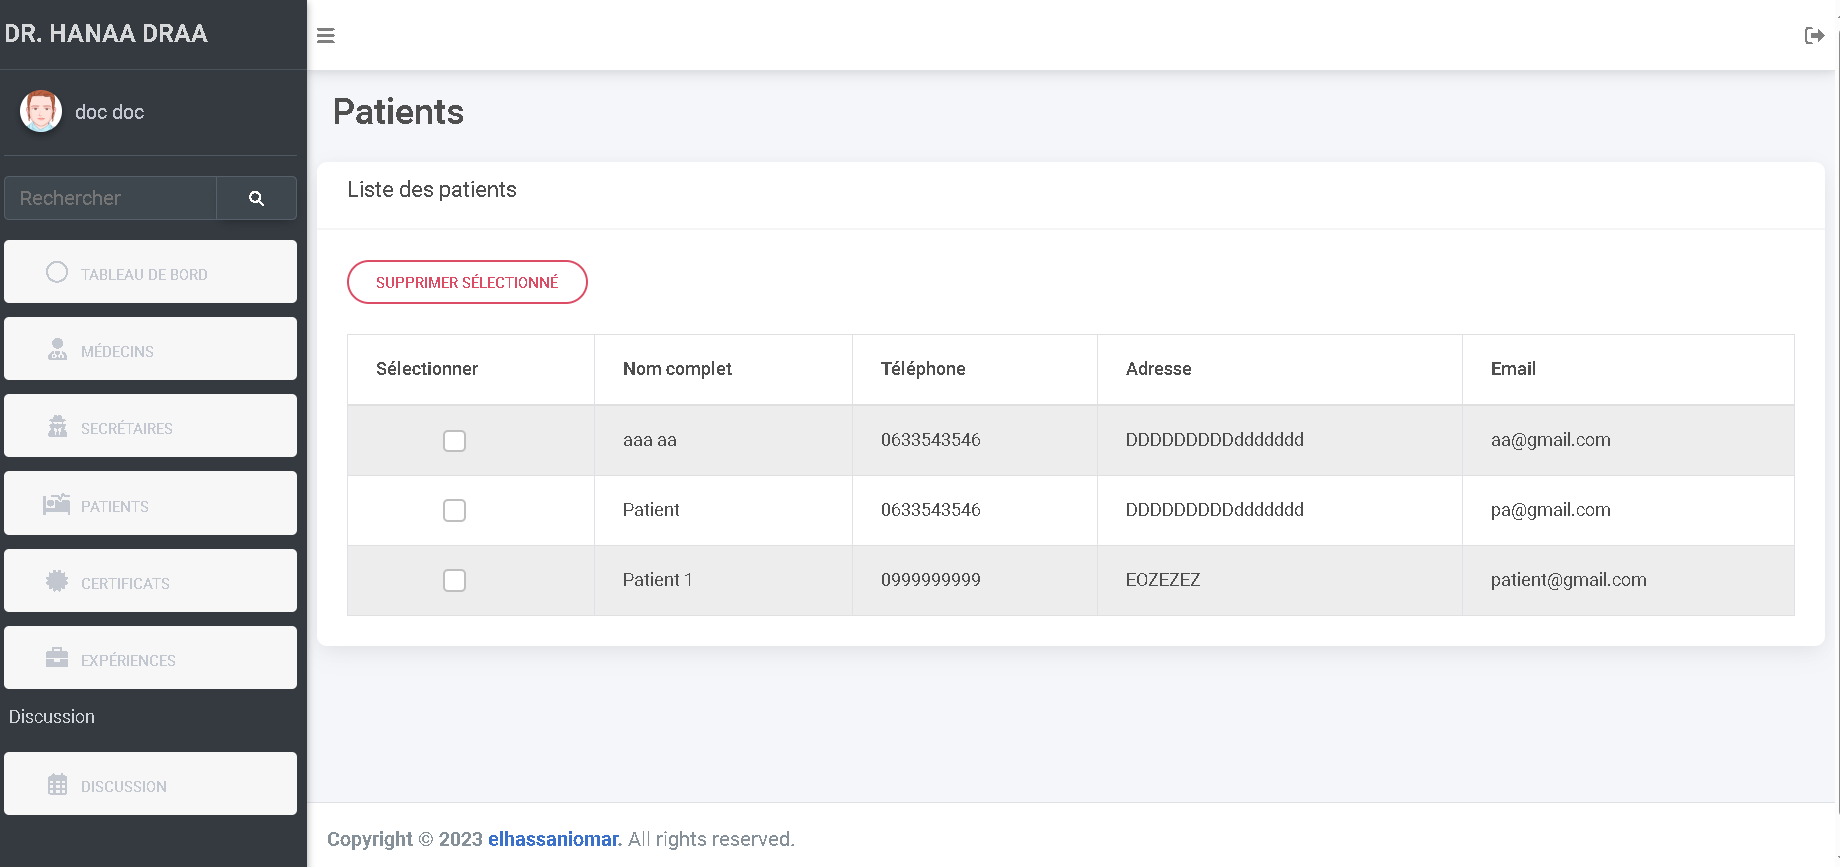 DR. HANAA DRAA
doc doc
Rechercher
TABLEAU DE BORD
MÉDECINS
SECRÉTAIRES
PATIENTS
CERTIFICATS
EXPÉRIENCES
Discussion
DISCUSSION
Patients
Liste des patients
SUPPRIMER SÉLECTIONNÉ
Sélectionner Nom complet Téléphone Adresse Email
aaa aa 0633543546 DDDDDDDDDddddddd aa@gmail.com
Patient 0633543546 DDDDDDDDDddddddd pa@gmail.com
Patient 1 0999999999 EOZEZEZ patient@gmail.com
Copyright © 2023 elhassaniomar. All rights reserved.